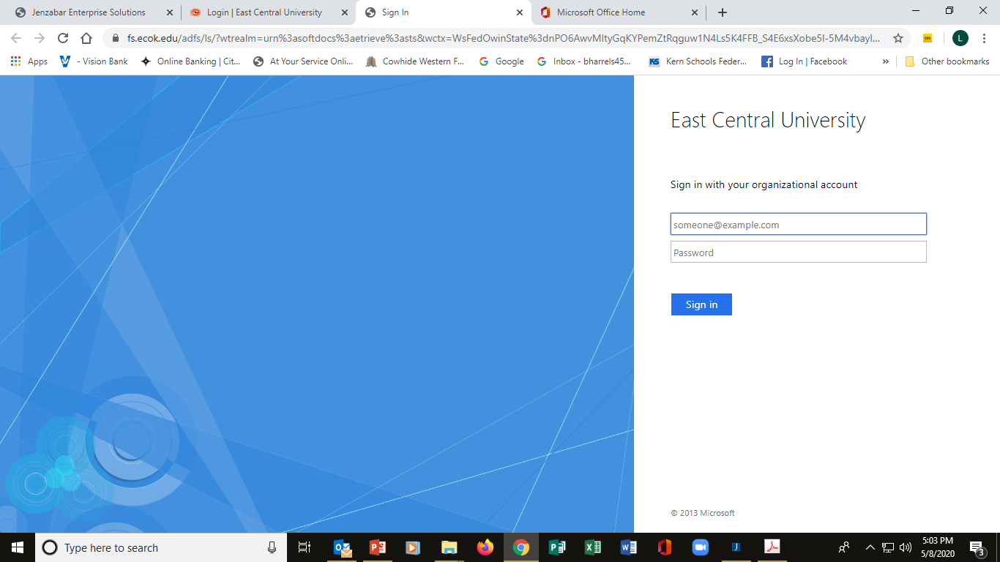 Jenzabar Enterprise Solutions
Login | East Central University
Sign In
Microsoft Office Home
fs.ecok.edu/adfs/ls/?wtrealm=urn%3asoftdocs%3aetrieve%3asts&wctx=WsFedOwinState%3dnPO6AwvMItyGqKYPemZtRqguw1N4Ls5K4FFB_S4E6xsXobe5I-5M4vbayl...
css
L
Apps
- Vision Bank
Online Banking | Cit...
At Your Service Onli...
Cowhide Western F...
Google
Inbox - bharrels45...
KS
Kern Schools Feder...
Log In | Facebook
»
Other bookmarks
East Central University
Sign in with your organizational account
someone@example.com
Password
Sign in
© 2013 Microsoft
Type here to search
5:03 PM
5/8/2020
3